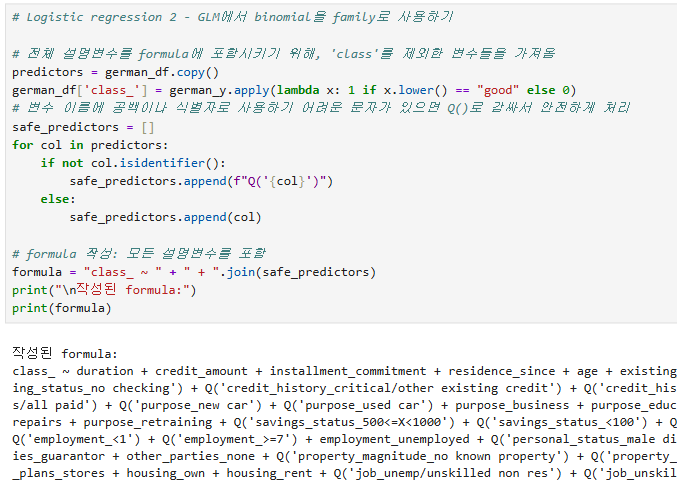 # Logistic regression 2 - GLM에서 binomial을 family로 사용하기
# 전체 설명변수를 formula에 포함시키기 위해, 'class'를 제외한 변수들을 가져옴
predictors = german_df.copy()
german_df['class_'] = german_y.apply(lambda x: 1 if x.lower() == "good" else 0)
# 변수 이름에 공백이나 식별자로 사용하기 어려운 문자가 있으면 Q()로 감싸서 안전하게 처리
safe_predictors = []
for col in predictors:
    if not col.isidentifier():
        safe_predictors.append(f"Q('{col}')")
    else:
        safe_predictors.append(col)
# formula 작성: 모든 설명변수를 포함
formula = "class_ ~ " + " + ".join(safe_predictors)
print("\n작성된 formula:")
print(formula)
작성된 formula:
class_ ~ duration + credit_amount + installment_commitment + residence_since + age + existing
ing_status_no checking') + Q('credit_history_critical/other existing credit') + Q('credit_his
s/all paid') + Q('purpose_new car') + Q('purpose_used car') + purpose_business + purpose_educ
repairs + purpose_retraining + Q('savings_status_500<=X<1000') + Q('savings_status_<100') + Q
Q('employment_<1') + Q('employment_>=7') + employment_unemployed + Q('personal_status_male di
ies_guarantor + other_parties_none + Q('property_magnitude_no known property') + Q('property_
_plans_stores + housing_own + housing_rent + Q('job_unemp/unskilled non res') + Q('job_unskil